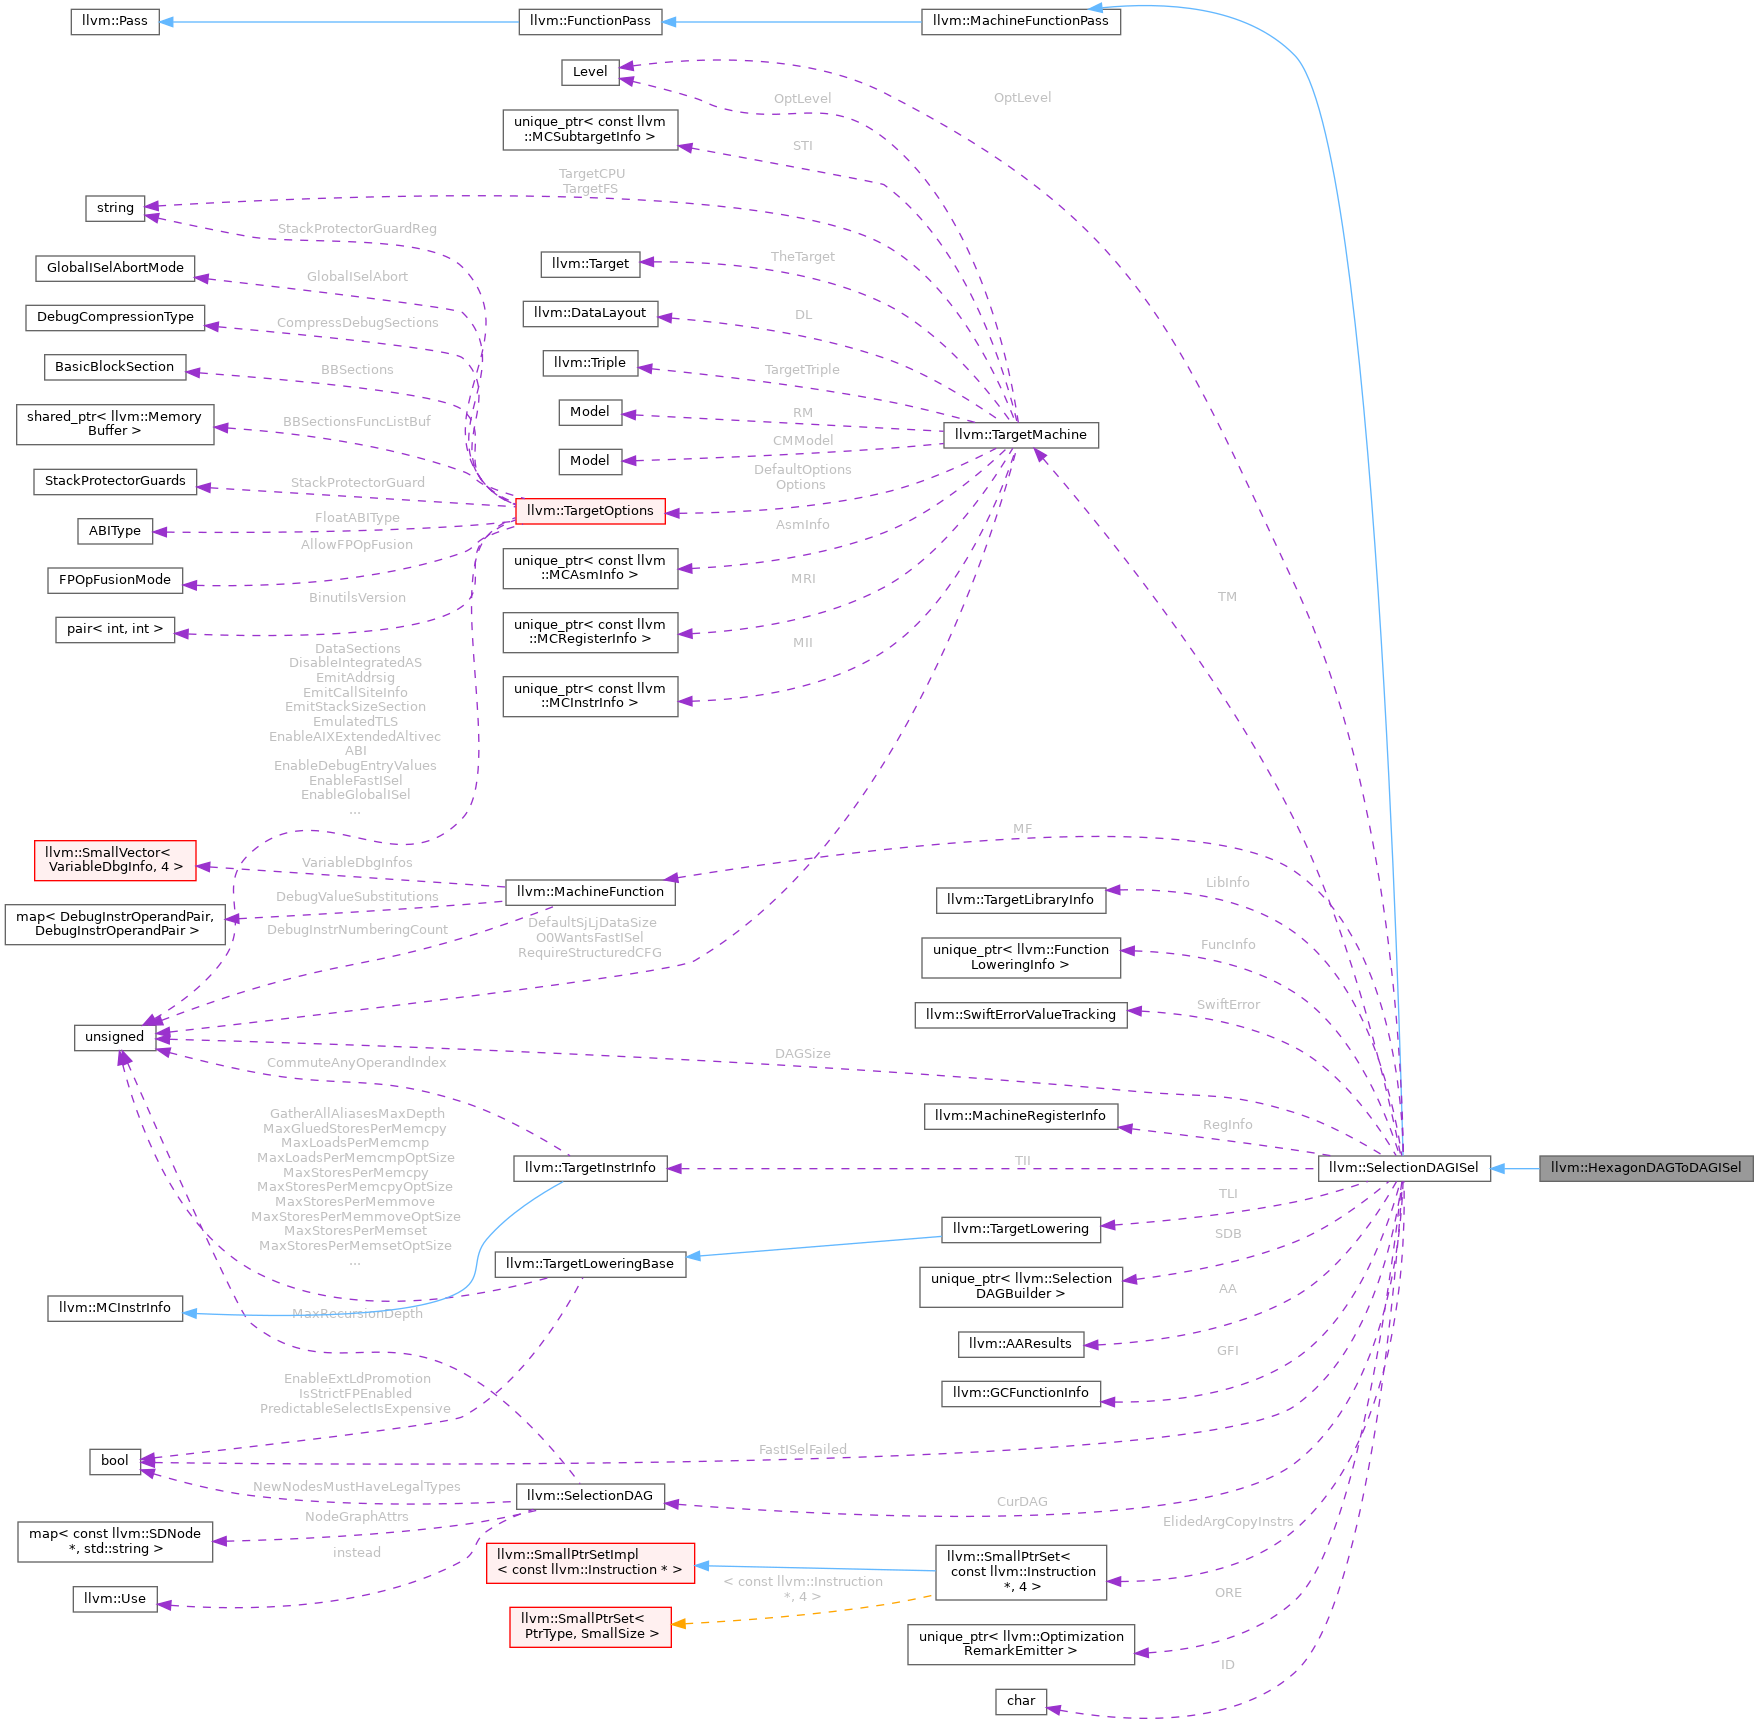 llvm::Pass
llvm::FunctionPass
llvm::MachineFunctionPass
Level
OptLevel
OptLevel
unique_ptr< const llvm
::MCSubtargetInfo >
STI
TargetCPU
TargetFS
string
StackProtectorGuardReg
llvm::Target
TheTarget
GlobalISelAbortMode
GlobalISelAbort
DebugCompressionType
CompressDebugSections
llvm::DataLayout
DL
BasicBlockSection
BBSections
llvm::Triple
TargetTriple
shared_ptr< llvm::Memory
Buffer >
BBSectionsFuncListBuf
Model
RM
Model
CMModel
llvm::TargetMachine
DefaultOptions
Options
StackProtectorGuards
StackProtectorGuard
llvm::TargetOptions
ABIType
FloatABIType
AsmInfo
AllowFPOpFusion
unique_ptr< const llvm
::MCAsmInfo >
FPOpFusionMode
MRI
BinutilsVersion
TM
pair< int, int >
unique_ptr< const llvm
::MCRegisterInfo >
MII
unique_ptr< const llvm
::MCInstrInfo >
DataSections
DisableIntegratedAS
EmitAddrsig
EmitCallSiteInfo
EmitStackSizeSection
EmulatedTLS
EnableAIXExtendedAltivec
ABI
EnableDebugEntryValues
EnableFastISel
EnableGlobalISel
...
MF
llvm::SmallVector<
VariableDbgInfo, 4 >
VariableDbgInfos
llvm::MachineFunction
LibInfo
llvm::TargetLibraryInfo
map< DebugInstrOperandPair,
DebugInstrOperandPair >
DebugValueSubstitutions
DebugInstrNumberingCount
DefaultSjLjDataSize
O0WantsFastISel
RequireStructuredCFG
unique_ptr< llvm::Function
LoweringInfo >
FuncInfo
llvm::SwiftErrorValueTracking
SwiftError
unsigned
DAGSize
CommuteAnyOperandIndex
llvm::MachineRegisterInfo
RegInfo
GatherAllAliasesMaxDepth
MaxGluedStoresPerMemcpy
MaxLoadsPerMemcmp
MaxLoadsPerMemcmpOptSize
MaxStoresPerMemcpy
MaxStoresPerMemcpyOptSize
MaxStoresPerMemmove
MaxStoresPerMemmoveOptSize
MaxStoresPerMemset
MaxStoresPerMemsetOptSize
...
llvm::TargetInstrInfo
TII
llvm::SelectionDAGISel
llvm::HexagonDAGToDAGISel
TLI
llvm::TargetLowering
SDB
llvm::TargetLoweringBase
unique_ptr< llvm::Selection
DAGBuilder >
AA
llvm::MCInstrInfo
MaxRecursionDepth
llvm::AAResults
GFI
EnableExtLdPromotion
IsStrictFPEnabled
PredictableSelectIsExpensive
llvm::GCFunctionInfo
bool
FastISelFailed
NewNodesMustHaveLegalTypes
llvm::SelectionDAG
CurDAG
NodeGraphAttrs
map< const llvm::SDNode
*, std::string >
ElidedArgCopyInstrs
instead
llvm::SmallPtrSetImpl
< const llvm::Instruction * >
llvm::SmallPtrSet<
const llvm::Instruction
*, 4 >
< const llvm::Instruction
*, 4 >
llvm::Use
ORE
llvm::SmallPtrSet<
PtrType, SmallSize >
unique_ptr< llvm::Optimization
RemarkEmitter >
ID
char